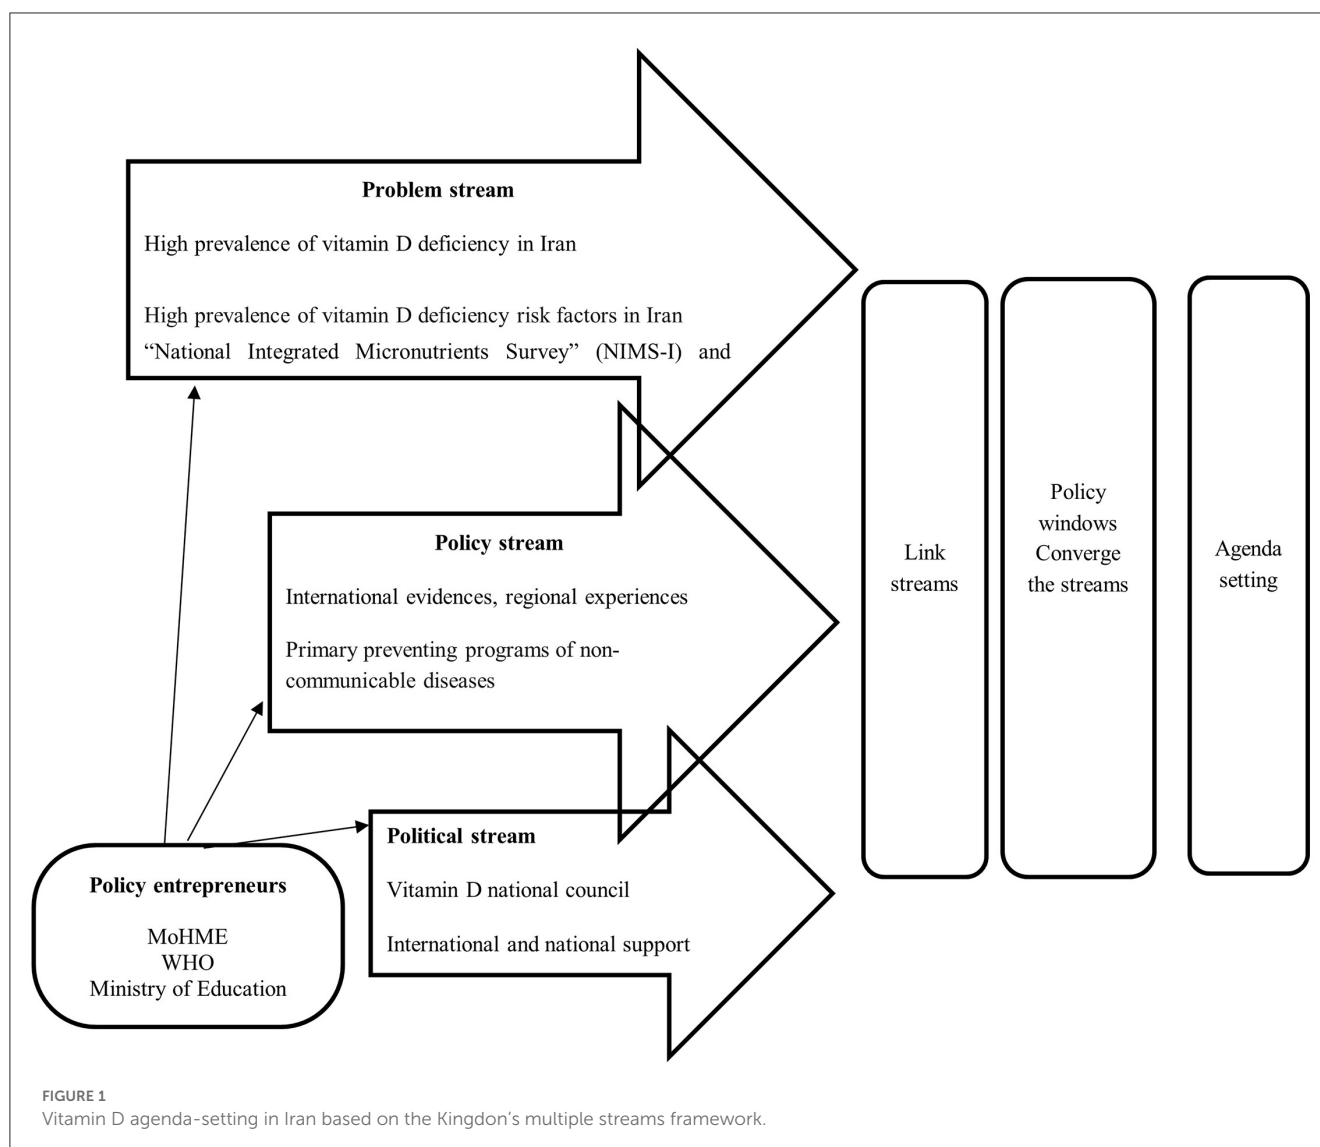 Problem stream
High prevalence of vitamin D deficiency in Iran
High prevalence of vitamin D deficiency risk factors in Iran
“National Integrated Micronutrients Survey” (NIMS-I) and
Policy stream
International evidences, regional experiences
Primary preventing programs of non-
communicable diseases
Political stream
Vitamin D national council
International and national support
Policy entrepreneurs
MoHME
WHO
Ministry of Education
Link
streams
Policy
windows
Converge
the streams
Agenda
setting
FIGURE 1
Vitamin D agenda-setting in Iran based on the Kingdon’s multiple streams framework.